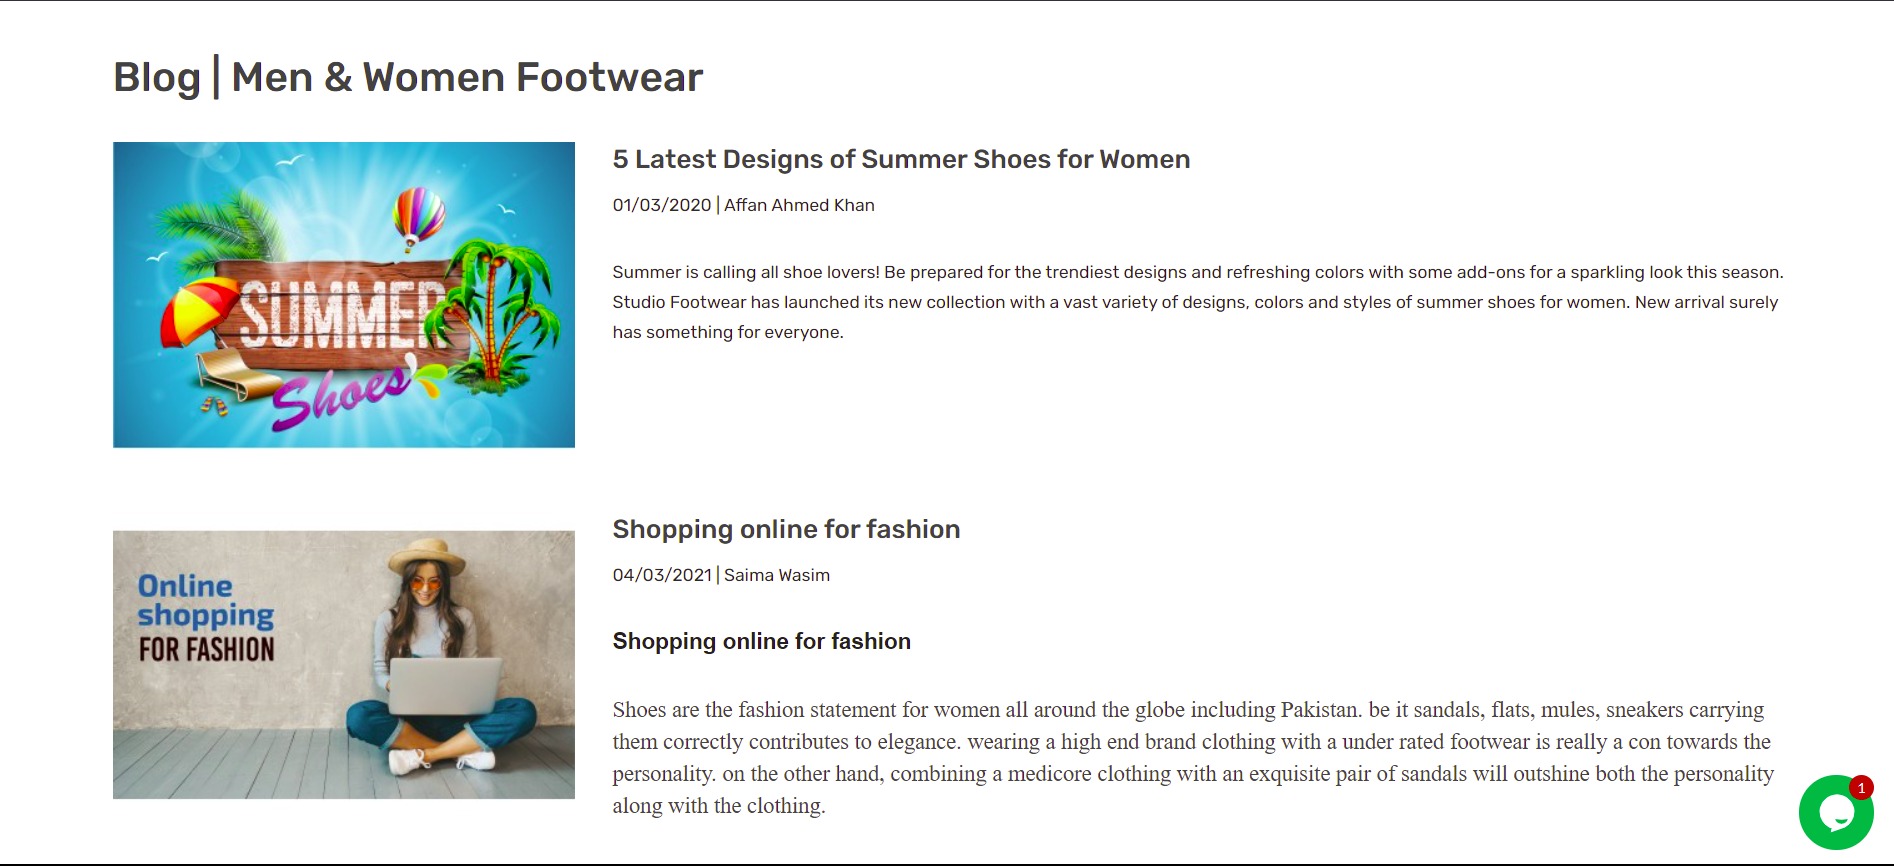 Blog | Men & Women Footwear
SUMMER
Shoes
5 Latest Designs of Summer Shoes for Women
01/03/2020 | Affan Ahmed Khan
Summer is calling all shoe lovers! Be prepared for the trendiest designs and refreshing colors with some add-ons for a sparkling look this season.
Studio Footwear has launched its new collection with a vast variety of designs, colors and styles of summer shoes for women. New arrival surely
has something for everyone.
Online
shopping
FOR FASHION
Shopping online for fashion
04/03/2021 | Saima Wasim
Shopping online for fashion
Shoes are the fashion statement for women all around the globe including Pakistan. be it sandals, flats, mules, sneakers carrying
them correctly contributes to elegance. wearing a high end brand clothing with a under rated footwear is really a con towards the
personality. on the other hand, combining a medicore clothing with an exquisite pair of sandals will outshine both the personality
along with the clothing.
1